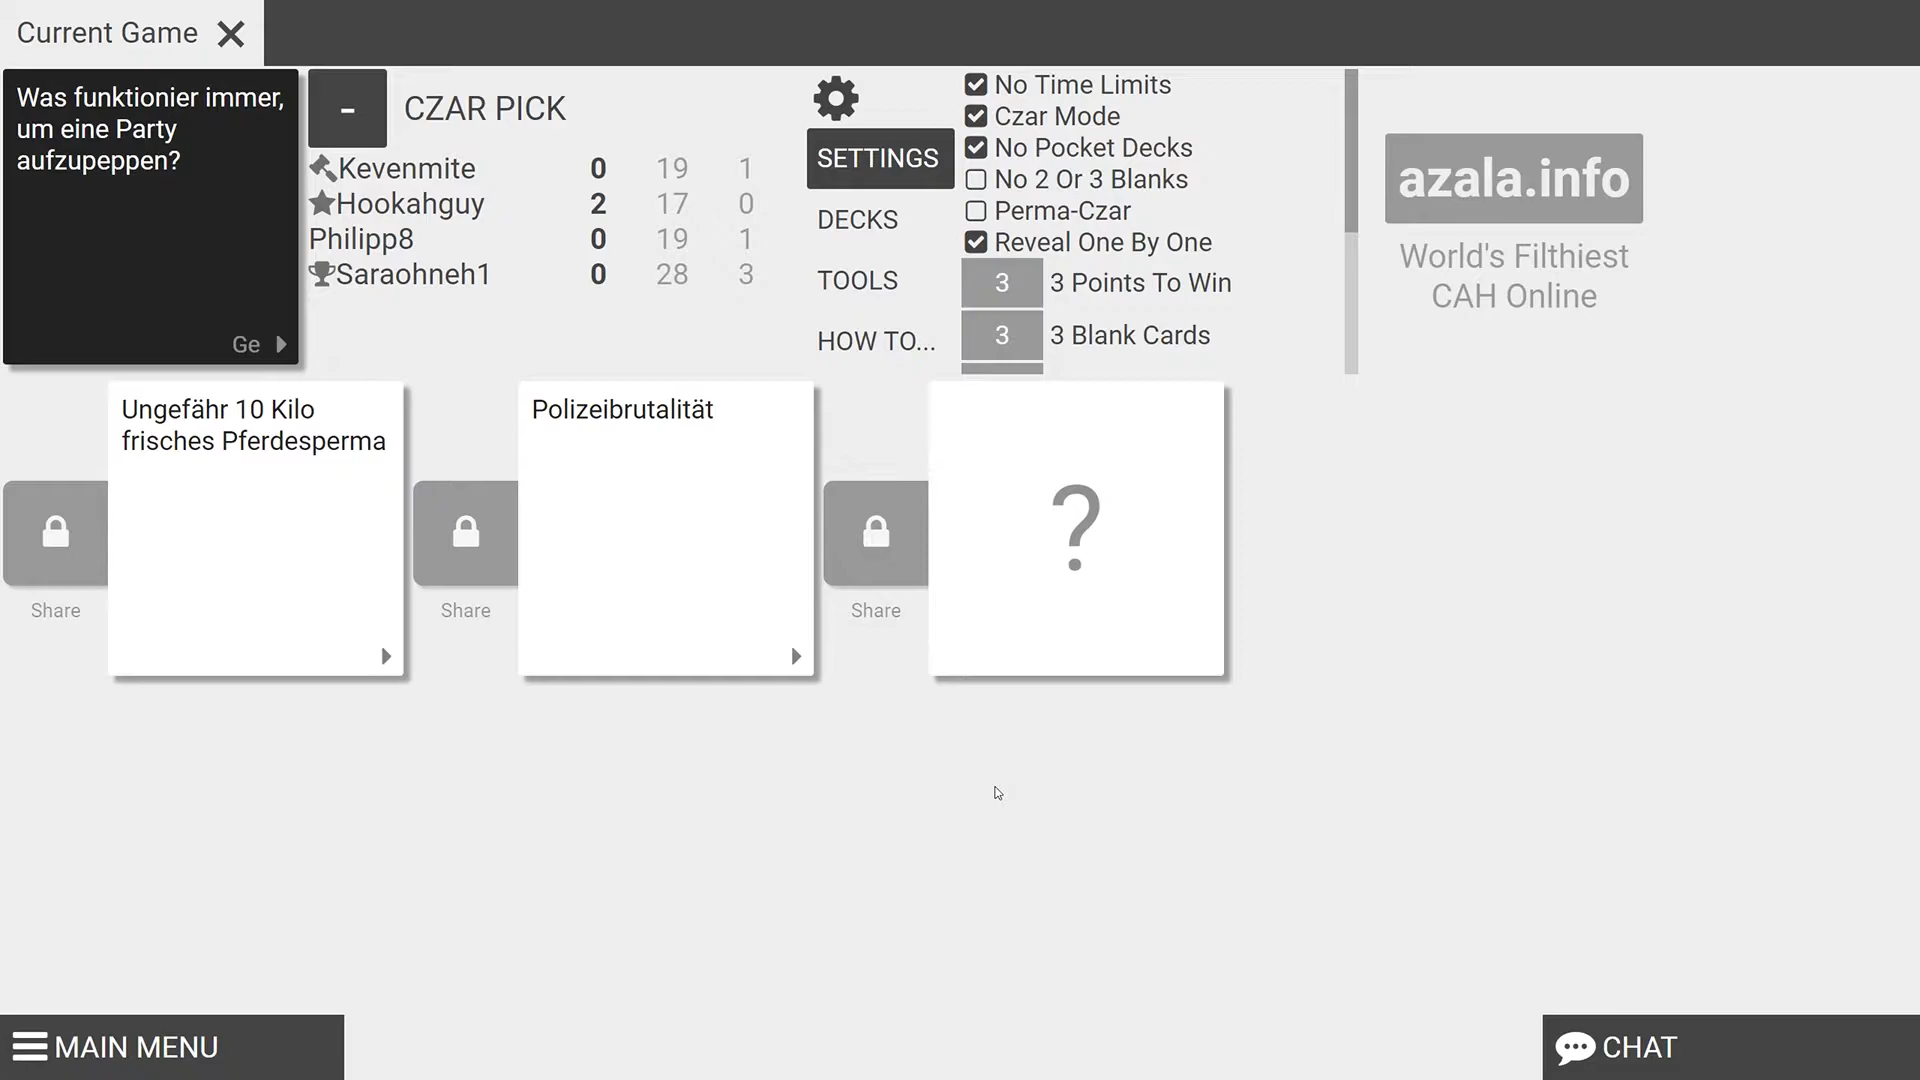 Current Game
Was funktionier immer,
um eine Party
aufzupeppen?
Ge
-
CZAR PICK
Kevenmite 0 19 1
Hookahguy 2 17 0
Philipp8 0 19 1
Saraohneh1 0 28 3
SETTINGS
DECKS
TOOLS
HOW TO...
No Time Limits
Czar Mode
No Pocket Decks
No 2 Or 3 Blanks
Perma-Czar
Reveal One By One
3 3 Points To Win
3 3 Blank Cards
azala.info
World's Filthiest
CAH Online
Share
Ungefähr 10 Kilo
frisches Pferdesperma
Share
Polizeibrutalität
Share
?
MAIN MENU
CHAT